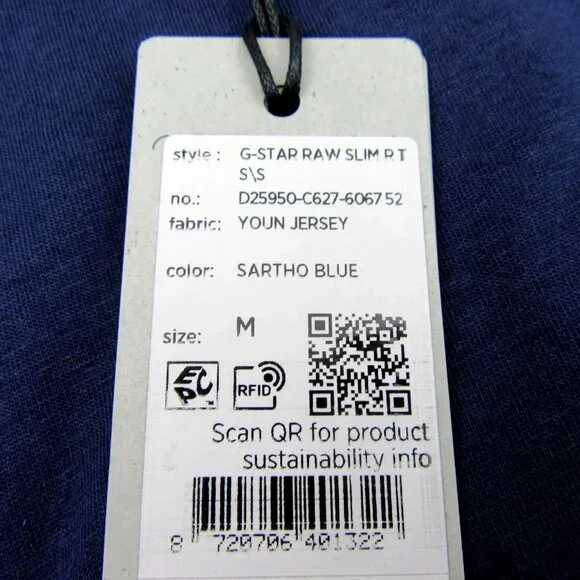 style : G-STAR RAW SLIM R T
S\S
no.: D25950-C627-6067 52
fabric: YOUN JERSEY
color: SARTHO BLUE
size: M
EPC RFID
Scan QR for product
sustainability info
8 720706 401322